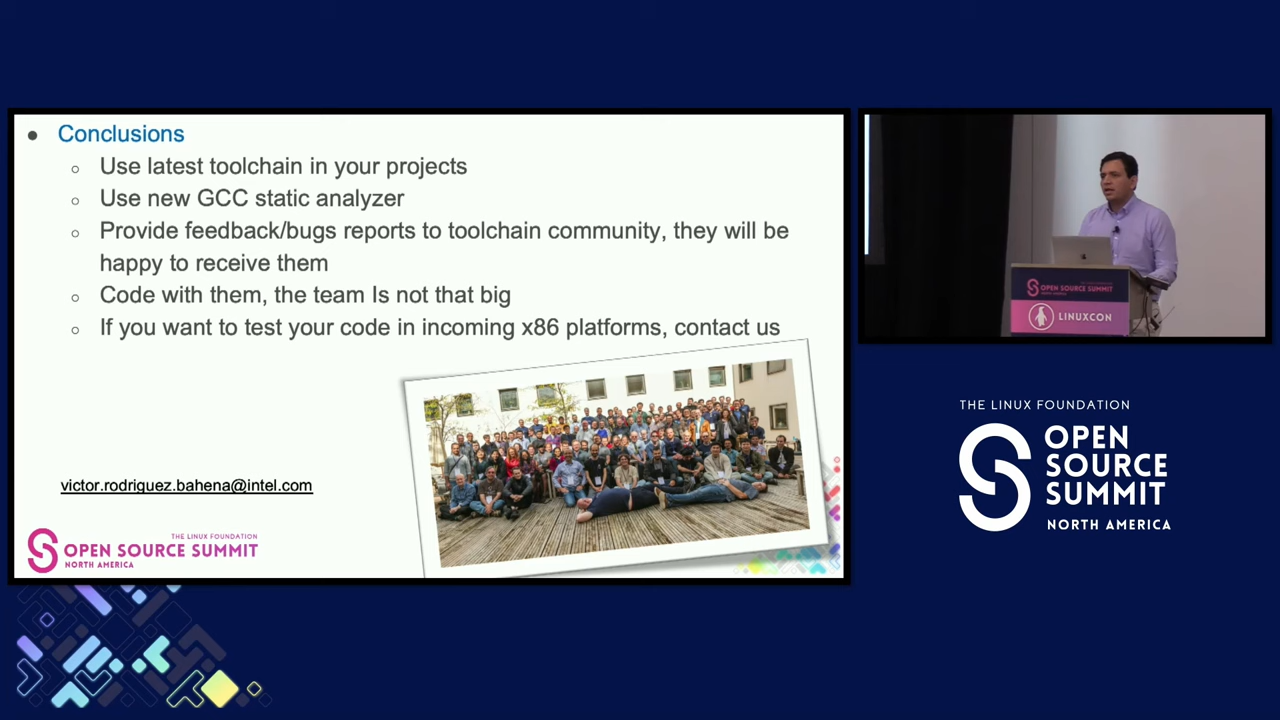 Conclusions
Use latest toolchain in your projects
Use new GCC static analyzer
Provide feedback/bugs reports to toolchain community, they will be
happy to receive them
Code with them, the team Is not that big
If you want to test your code in incoming x86 platforms, contact us
victor.rodriguez.bahena@intel.com
THE LINUX FOUNDATION
OPEN SOURCE SUMMIT
NORTH AMERICA
OPEN SOURCE SUMMIT
LINUXCON
THE LINUX FOUNDATION
OPEN
SOURCE
SUMMIT
NORTH AMERICA